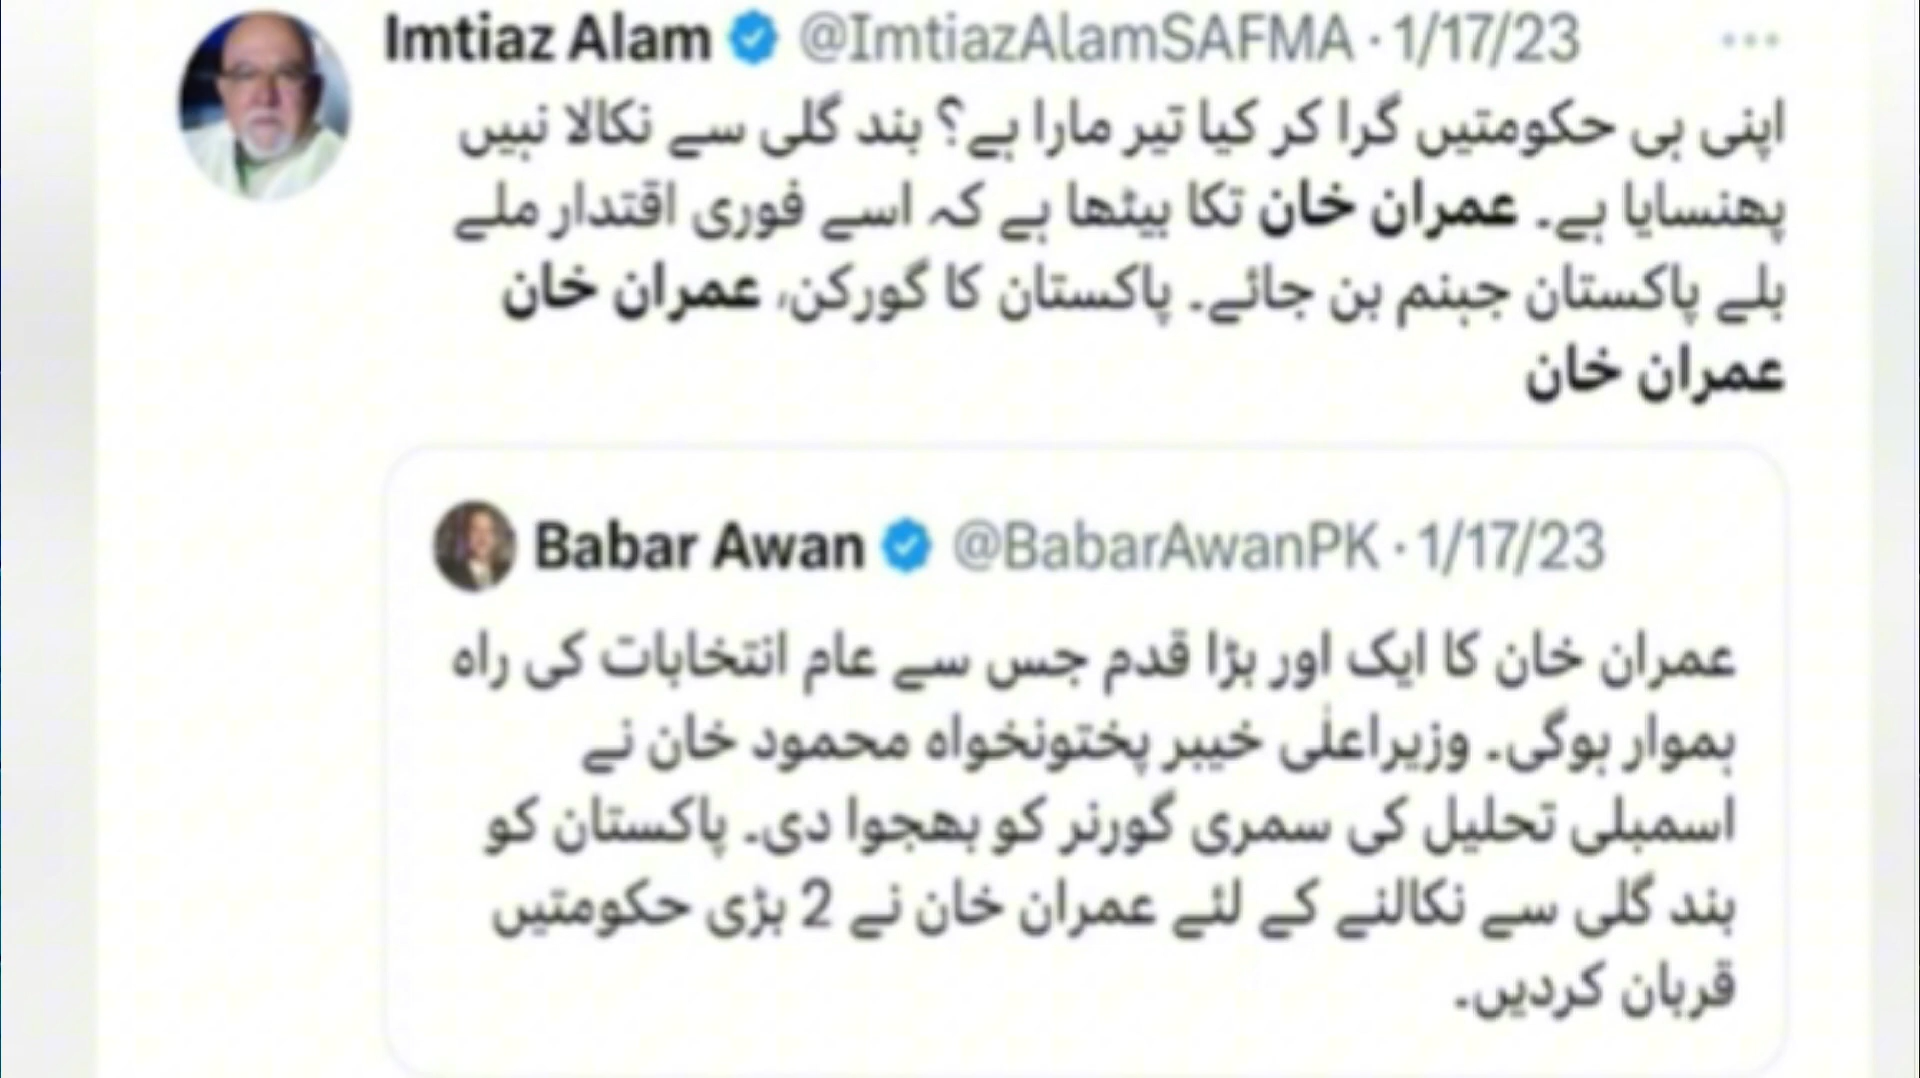 Imtiaz Alam @ImtiazAlamSAFMA · 1/17/23
اپنی ہی حکومتیں گرا کر کیا تیر مارا ہے؟ بند گلی سے نکالا نہیں
پھنسایا ہے۔ عمران خان تکا بیٹھا ہے کہ اسے فوری اقتدار ملے
بلے پاکستان جہنم بن جائے۔ پاکستان کا گورکن، عمران خان
عمران خان
Babar Awan @BabarAwanPK · 1/17/23
عمران خان کا ایک اور بڑا قدم جس سے عام انتخابات کی راہ
ہموار ہوگی۔ وزیراعلٰی خیبر پختونخواہ محمود خان نے
اسمبلی تحلیل کی سمری گورنر کو بھجوا دی۔ پاکستان کو
بند گلی سے نکالنے کے لئے عمران خان نے 2 بڑی حکومتیں
قربان کردیں۔